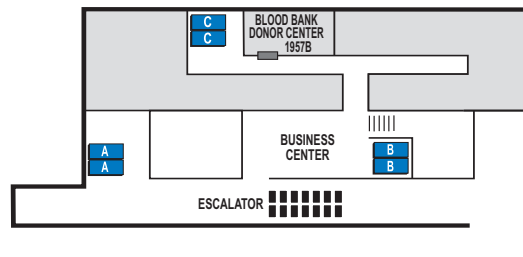 C
C
BLOOD BANK
DONOR CENTER
1957B
A
A
BUSINESS
CENTER
B
B
ESCALATOR